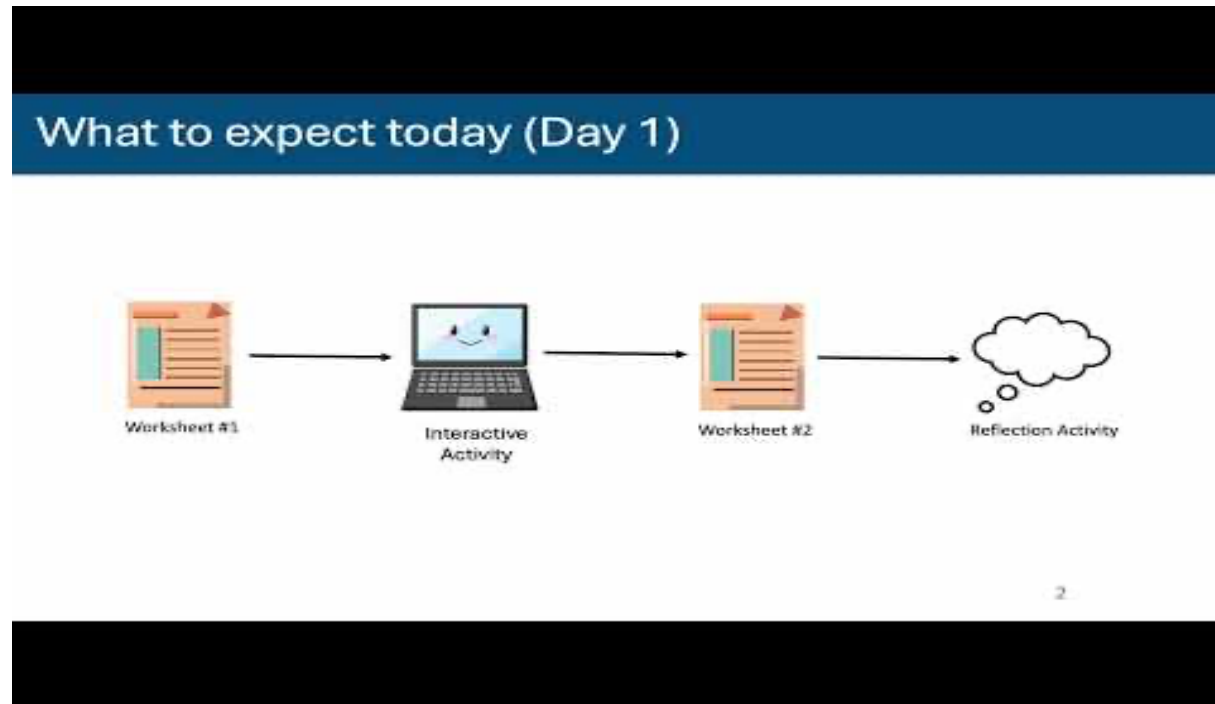 What to expect today (Day 1)
Worksheet #1
Interactive
Activity
Worksheet #2
Reflection Activity
2